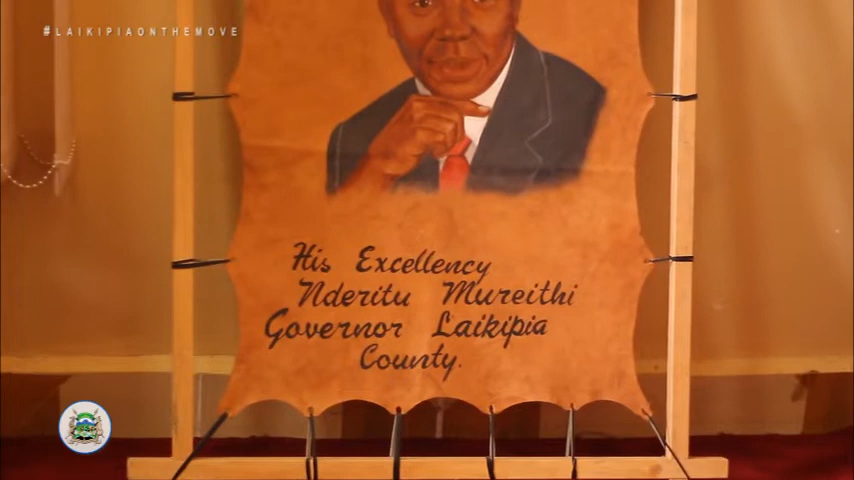 #LAIKIPIAONTHEMOVE
His Excellency
Nderitu Mureithi
Governor Laikipia
County.